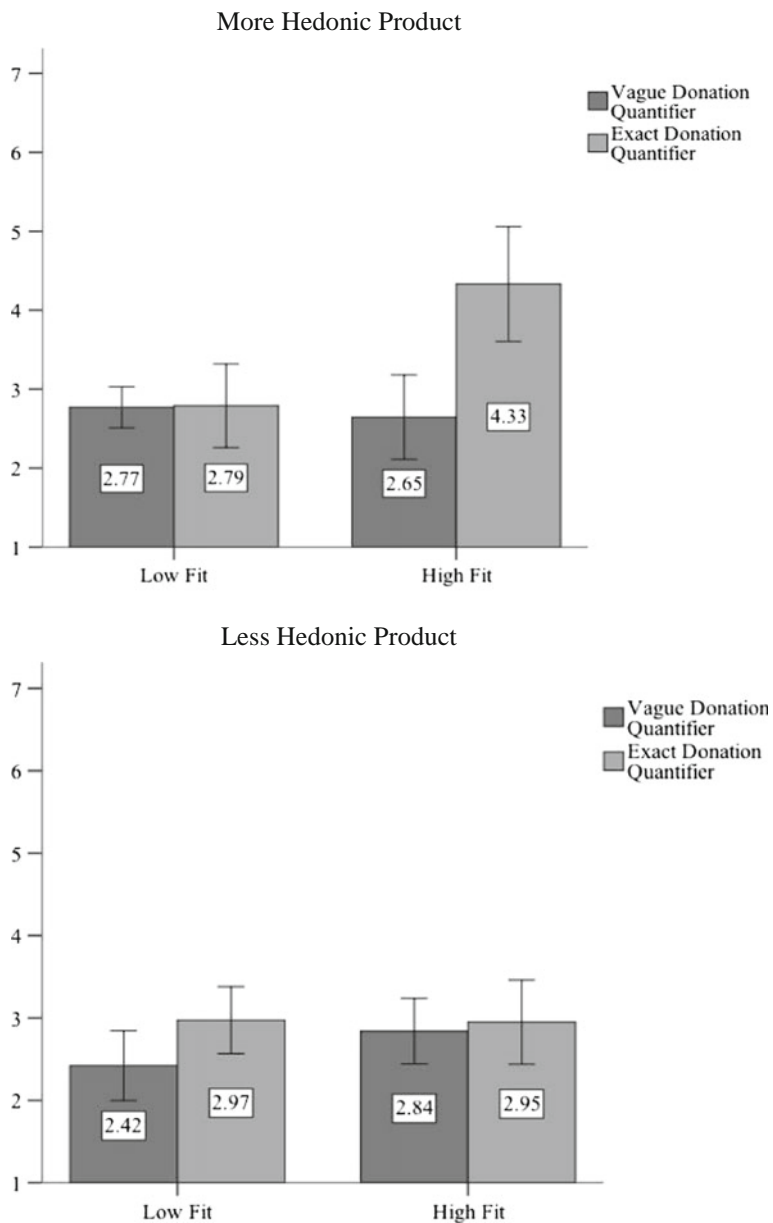 More Hedonic Product
7
6
5
4
3
2
1
Vague Donation
Quantifier
Exact Donation
Quantifier
2.77
2.79
2.65
4.33
Low Fit
High Fit
Less Hedonic Product
7
6
5
4
3
2
1
Vague Donation
Quantifier
Exact Donation
Quantifier
2.42
2.97
2.84
2.95
Low Fit
High Fit